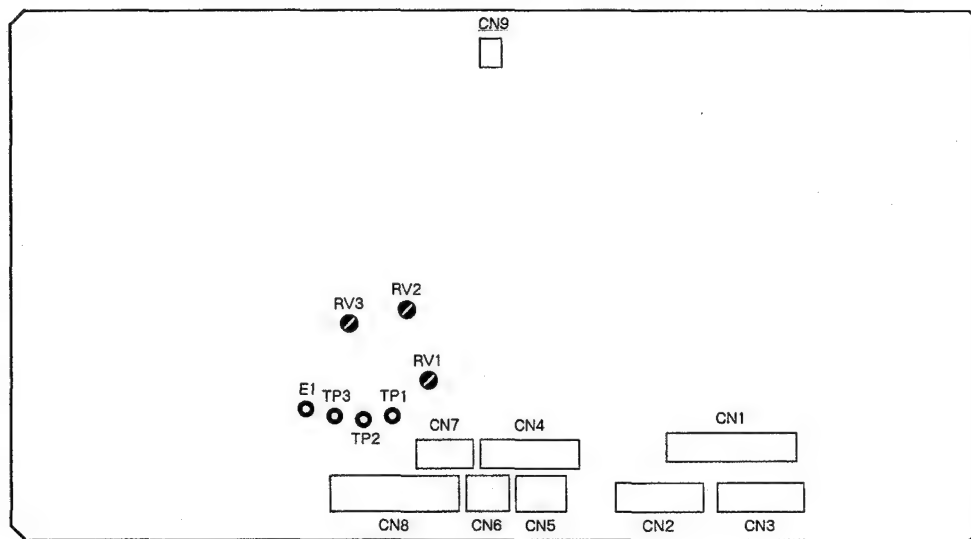 CN9
RV2
RV3
RV1
E1
TP3
TP1
TP2
CN7
CN4
CN1
CN8
CN6
CN5
CN2
CN3